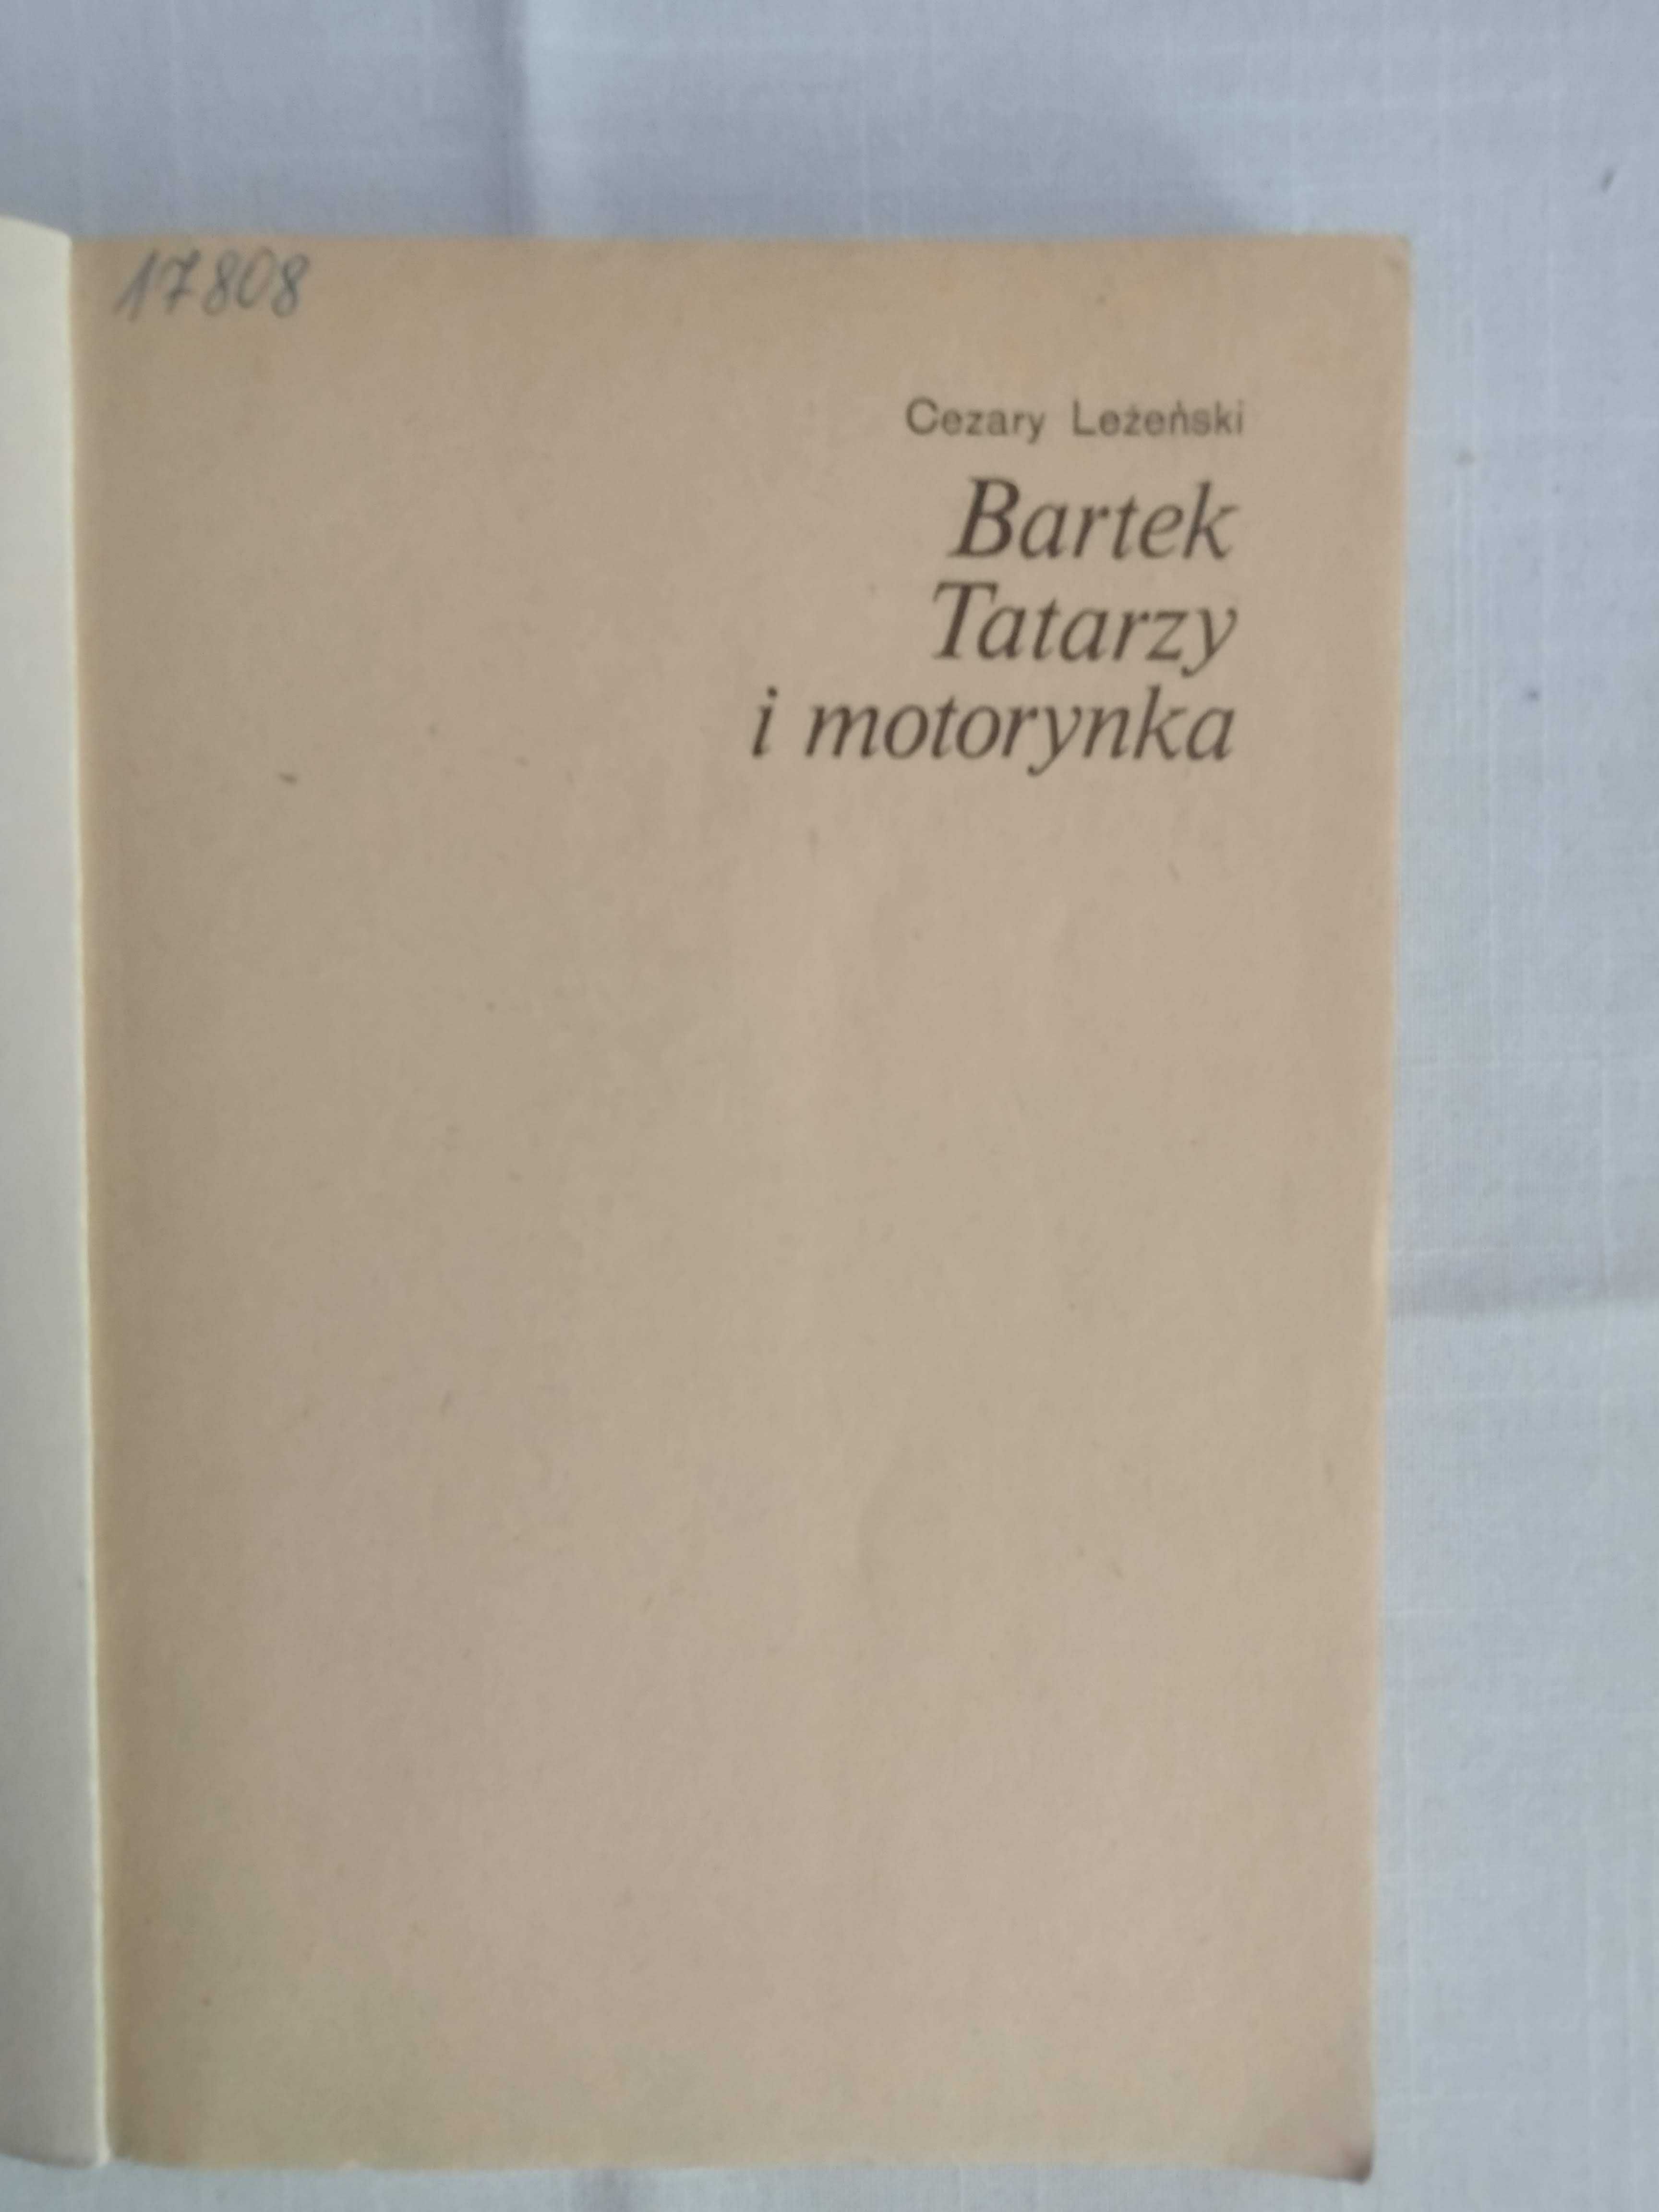 17808
Cezary Leżeński
Bartek
Tatarzy
i motorynka